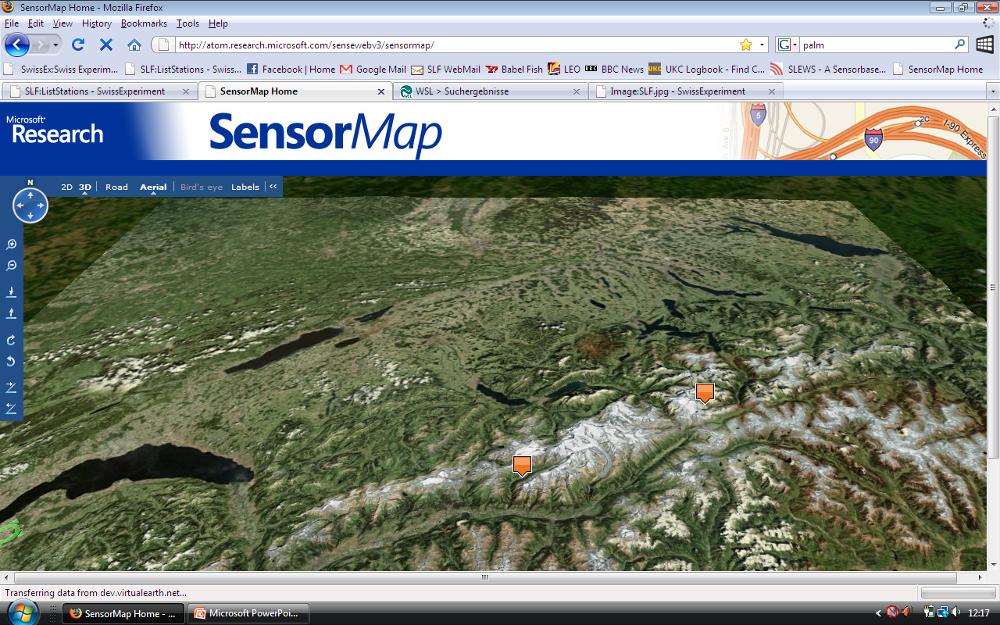 SensorMap Home - Mozilla Firefox
File Edit View History Bookmarks Tools Help
http://atom.research.microsoft.com/sensewebv3/sensormap/
G palm
SwissEx:Swiss Experim... SLF:ListStations - Swiss... Facebook | Home Google Mail SLF WebMail Babel Fish LEO BBC BBC News UKC UKC Logbook - Find C... SLEWS - A Sensorbase... SensorMap Home
SLF:ListStations - SwissExperiment SensorMap Home WSL WSL > Suchergebnisse Image:SLF.jpg - SwissExperiment
Microsoft®
Research
SensorMap
5
90
2C
I-90-Express
Ave S
N
2D 3D Road Aerial Bird's eye Labels <<
Transferring data from dev.virtualearth.net...
SensorMap Home - ... Microsoft PowerPoi... < 12:17